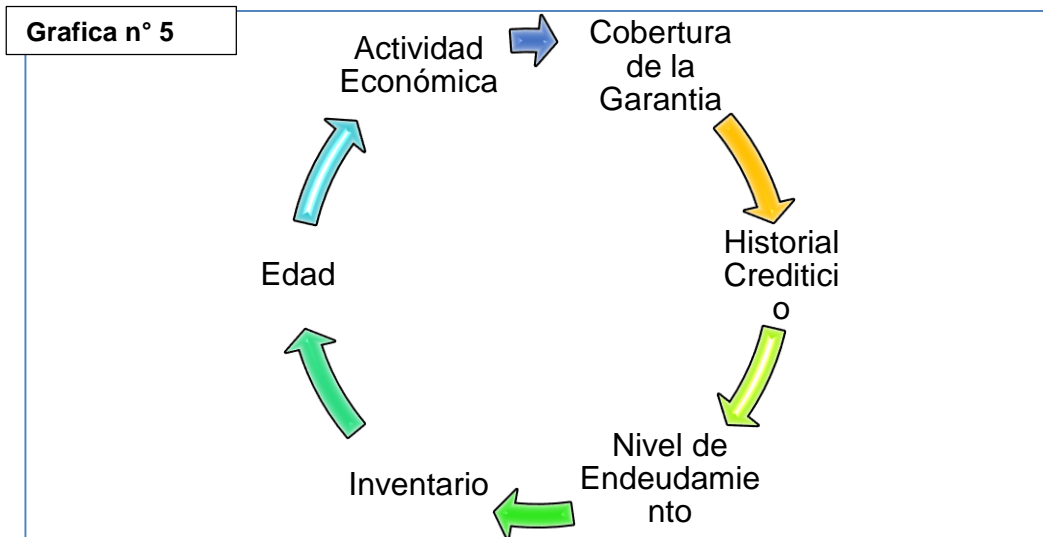 Grafica n° 5
Actividad
Económica
Cobertura
de la
Garantia
Historial
Creditici
o
Nivel de
Endeudamie
nto
Inventario
Edad